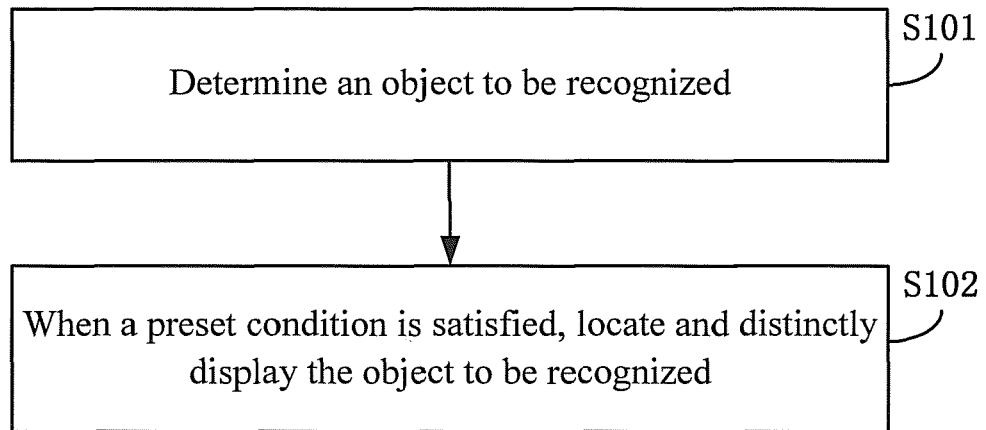 S101
Determine an object to be recognized
S102
When a preset condition is satisfied, locate and distinctly
display the object to be recognized